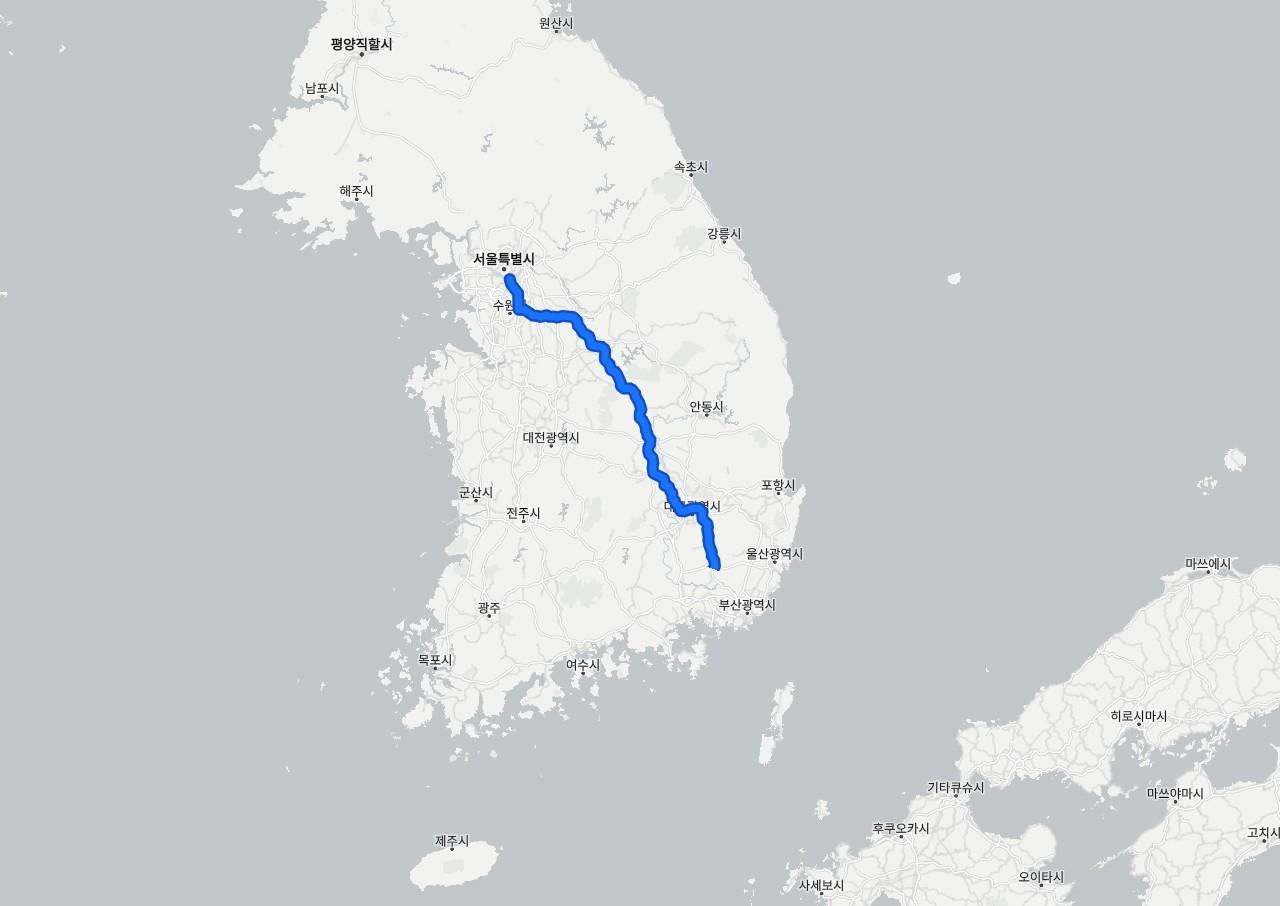 원산시
평양직할시
남포시
속초시
해주시
강릉시
서울특별시
수원
안동시
대전광역시
포항시
군산시
전주시
울산광역시
마쓰에시
부산광역시
광주
목포시
여수시
히로시마시
기타큐슈시
마쓰야마시
후쿠오카시
고치시
제주시
오이타시
사세보시